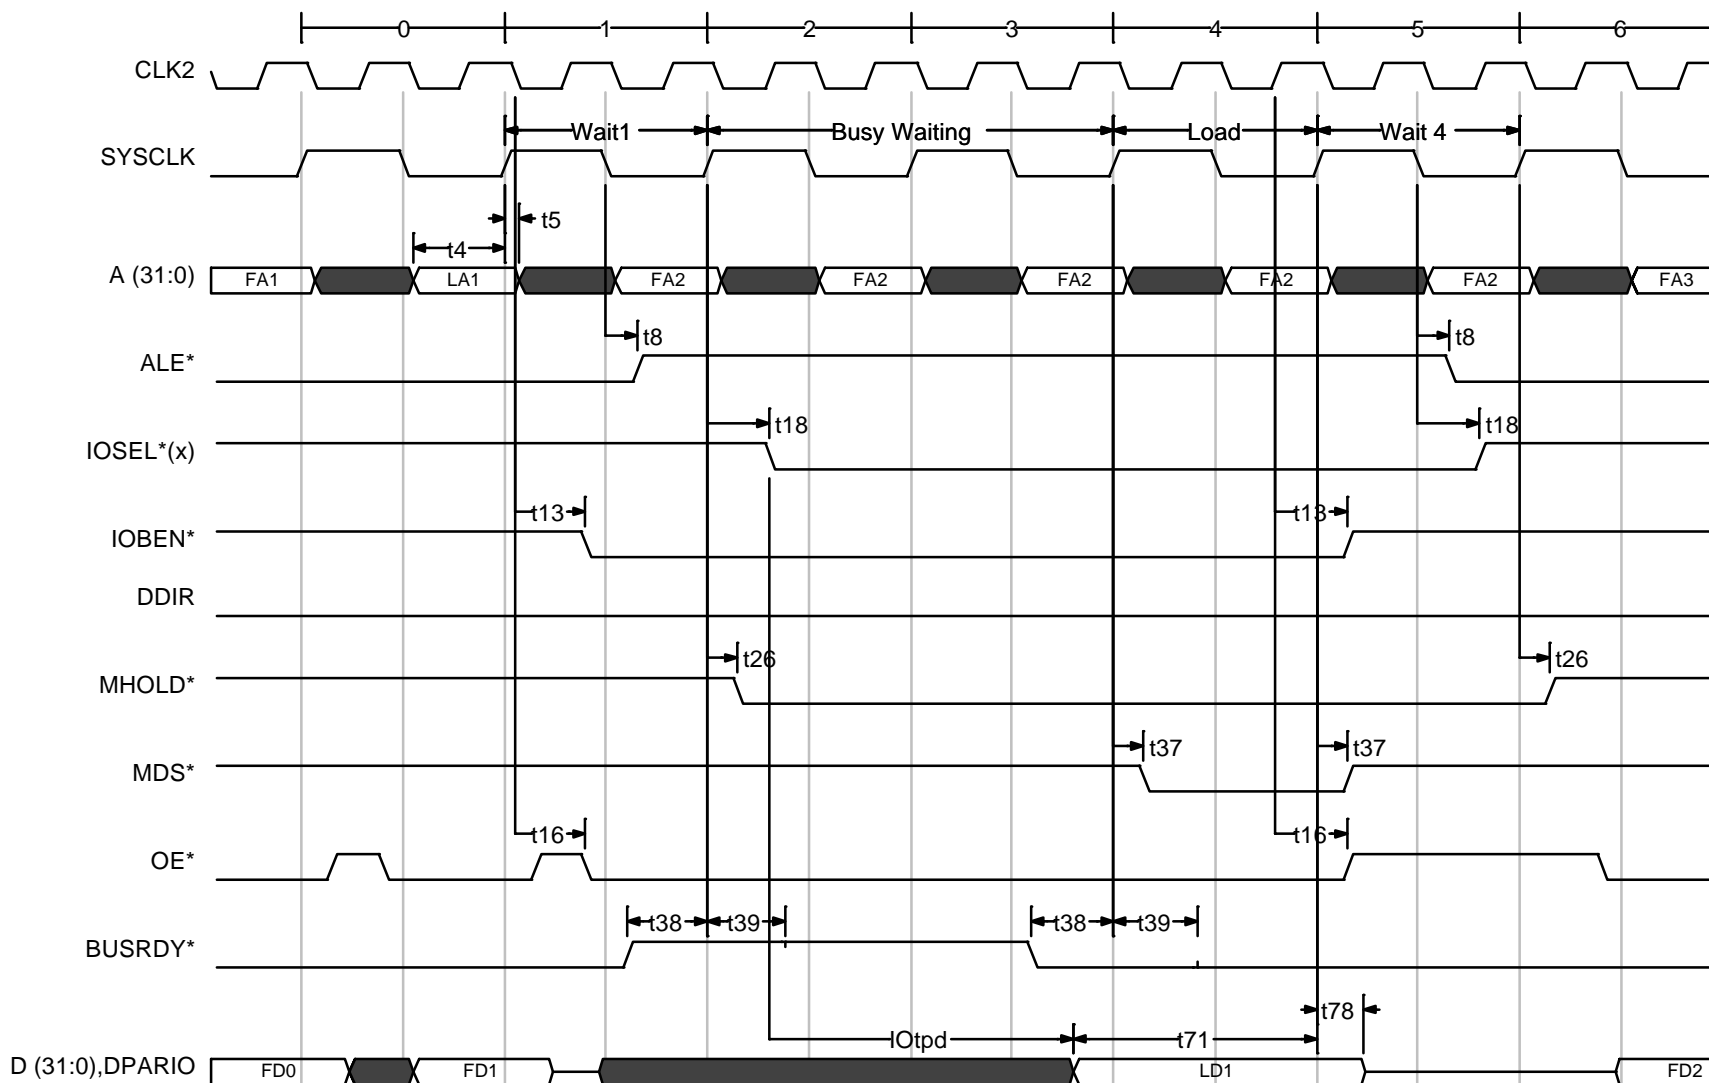 0 1 2 3 4 5 6
CLK2
Wait1 Busy Waiting Load Wait 4
SYSCLK
t5
t4
A (31:0) FA1 LA1 FA2 FA2 FA2 FA2 FA2 FA3
t8 t8
ALE*
t18 t18
IOSEL*(x)
t13 t13
IOBEN*
DDIR
t26 t26
MHOLD*
t37 t37
MDS*
t16 t16
OE*
t38 t39 t38 t39
BUSRDY*
t78
IOtpd t71
D (31:0),DPARIO FD0 FD1 LD1 FD2